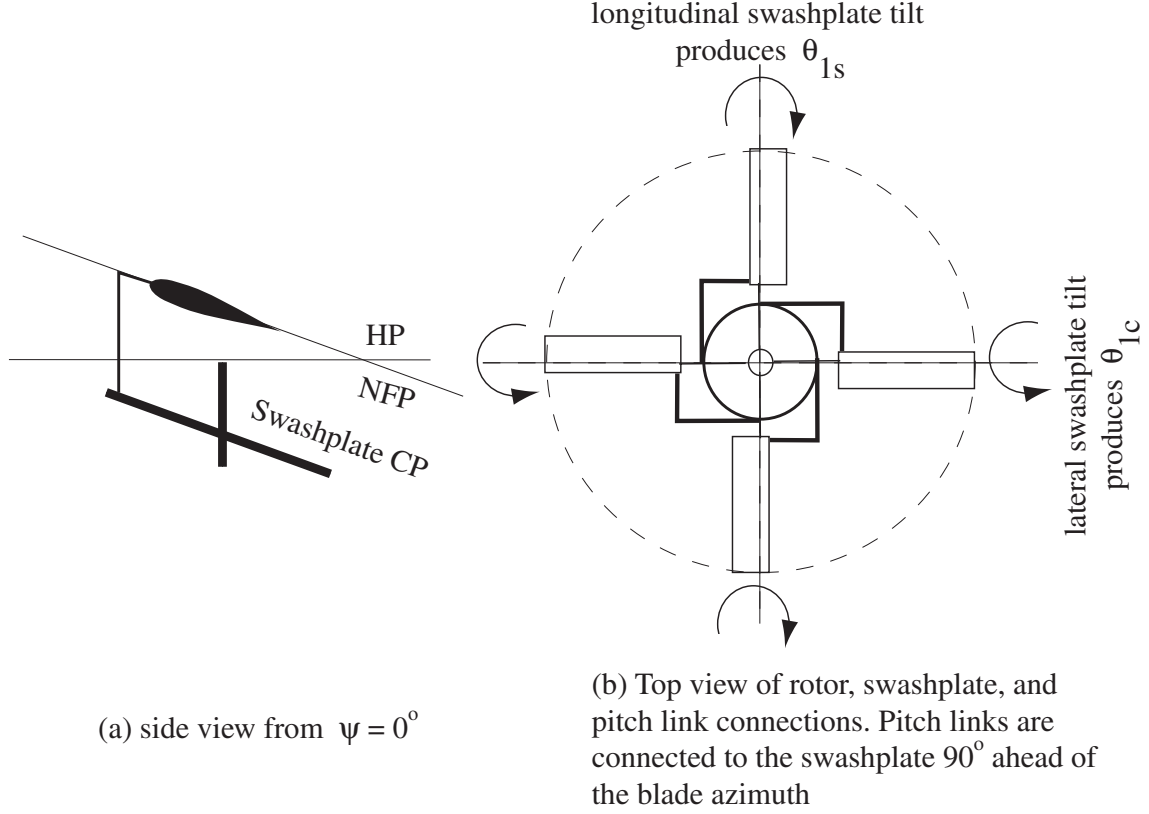 longitudinal swashplate tilt
produces θ1s
HP
NFP
Swashplate CP
lateral swashplate tilt
produces θ1c
(a) side view from ψ = 0°
(b) Top view of rotor, swashplate, and
pitch link connections. Pitch links are
connected to the swashplate 90° ahead of
the blade azimuth